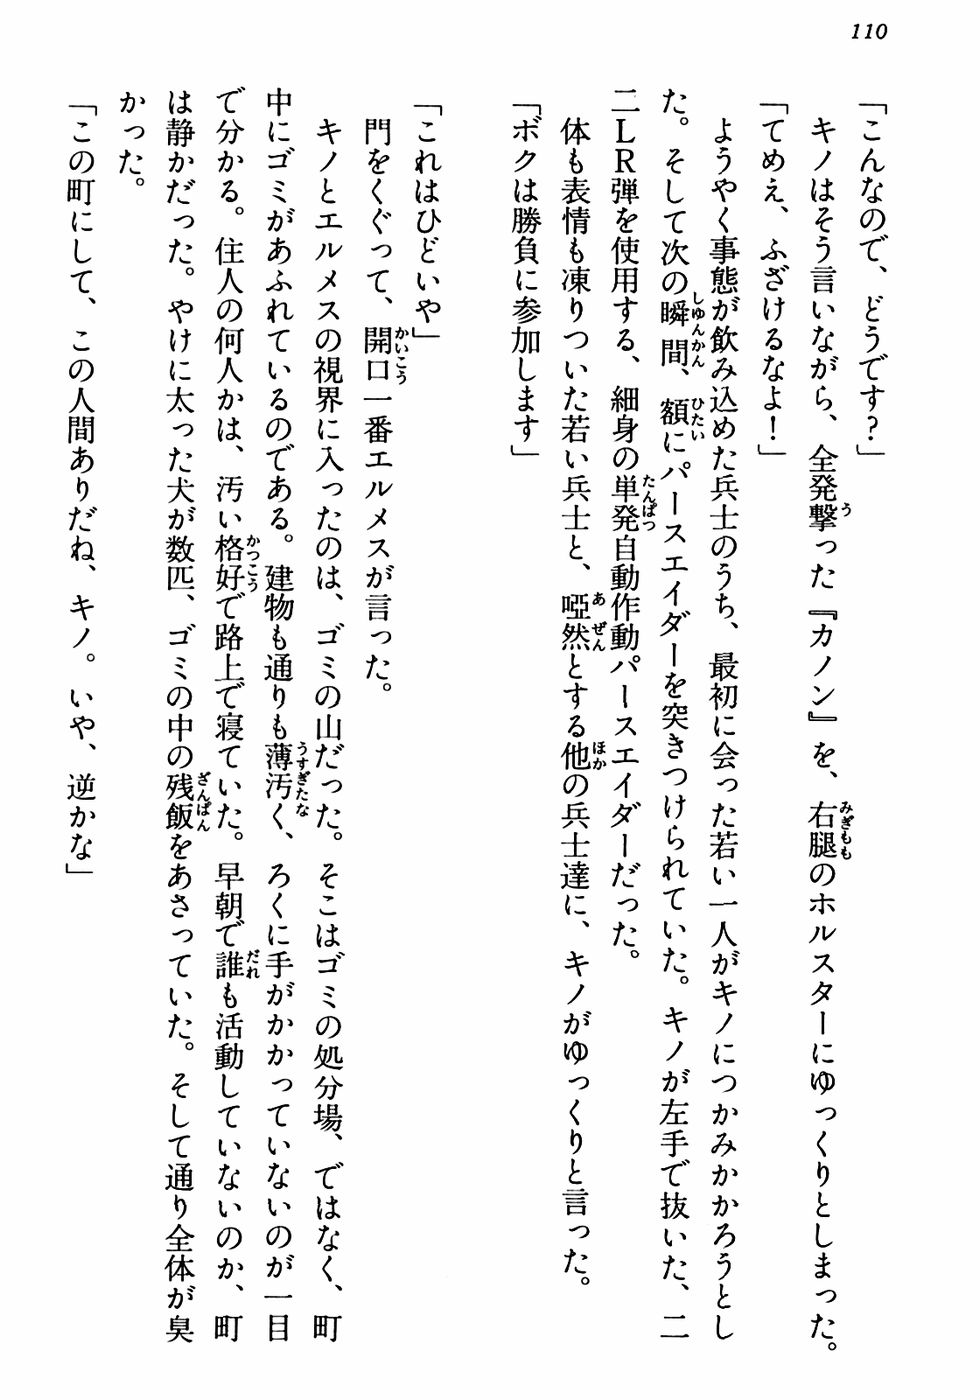 110
「こんなので、どうです?」
キノはそう言いながら、全発撃った『カノン』を、右腿のホルスターにゆっくりとしまった。
「てめえ、ふざけるなよ!」
ようやく事態が飲み込めた兵士のうち、最初に会った若い一人がキノにつかみかかろうとし
た。そして次の瞬間、額にパースエイダーを突きつけられていた。キノが左手で抜いた、二
二LR弾を使用する、細身の単発自動作動パースエイダーだった。
体も表情も凍りついた若い兵士と、啞然とする他の兵士達に、キノがゆっくりと言った。
「ボクは勝負に参加します」
「これはひどいや」
門をくぐって、開口一番エルメスが言った。
キノとエルメスの視界に入ったのは、ゴミの山だった。そこはゴミの処分場、ではなく、町
中にゴミがあふれているのである。建物も通りも薄汚く、ろくに手がかかっていないのが一目
で分かる。住人の何人かは、汚い格好で路上で寝ていた。早朝で誰も活動していないのか、町
は静かだった。やけに太った犬が数匹、ゴミの中の残飯をあさっていた。そして通り全体が臭
かった。
「この町にして、この人間ありだね、キノ。いや、逆かな」